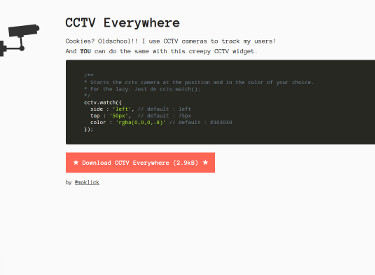 CCTV Everywhere
Cookies? Oldschool!! I use CCTV cameras to track my users!
And YOU can do the same with this creepy CCTV widget.
/**
* Starts the cctv camera at the position and in the color of your choice.
* For the lazy: Just do cctv.watch();
*/
cctv.watch({
side : 'left', // default : left
top : '50px', // default : 75px
color : 'rgba(0,0,0,.8)' // default :
});
★ Download CCTV Everywhere (2.9kB) ★
by @moklick